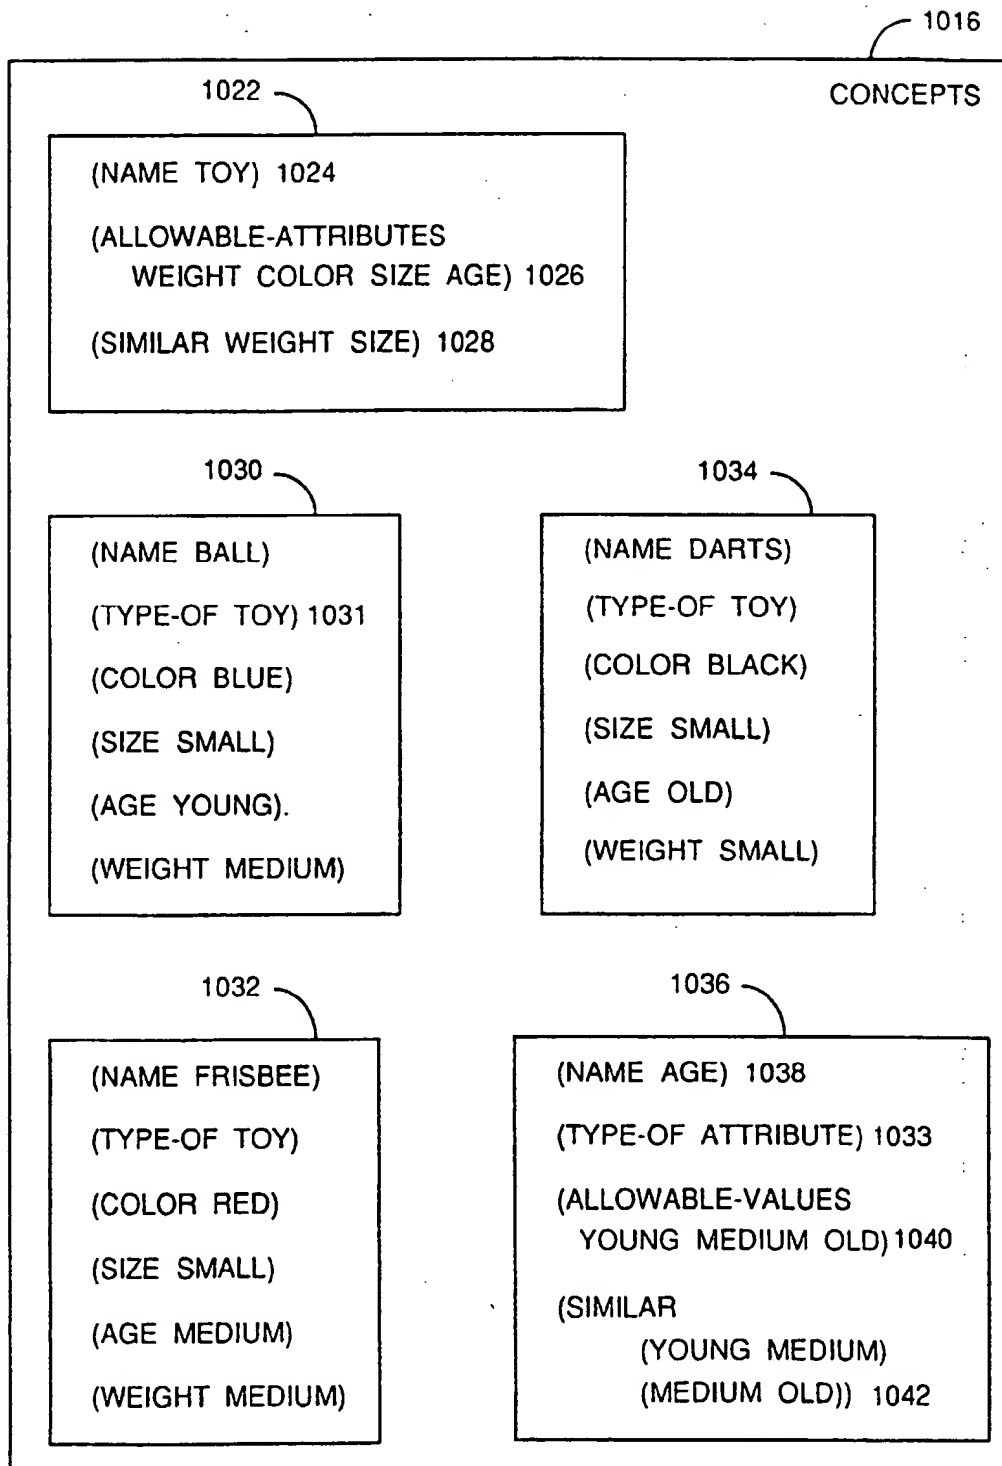 1016
CONCEPTS
1022
(NAME TOY) 1024
(ALLOWABLE-ATTRIBUTES
WEIGHT COLOR SIZE AGE) 1026
(SIMILAR WEIGHT SIZE) 1028
1030
(NAME BALL)
(TYPE-OF TOY) 1031
(COLOR BLUE)
(SIZE SMALL)
(AGE YOUNG).
(WEIGHT MEDIUM)
1034
(NAME DARTS)
(TYPE-OF TOY)
(COLOR BLACK)
(SIZE SMALL)
(AGE OLD)
(WEIGHT SMALL)
1032
(NAME FRISBEE)
(TYPE-OF TOY)
(COLOR RED)
(SIZE SMALL)
(AGE MEDIUM)
(WEIGHT MEDIUM)
1036
(NAME AGE) 1038
(TYPE-OF ATTRIBUTE) 1033
(ALLOWABLE-VALUES
YOUNG MEDIUM OLD) 1040
(SIMILAR
(YOUNG MEDIUM)
(MEDIUM OLD)) 1042